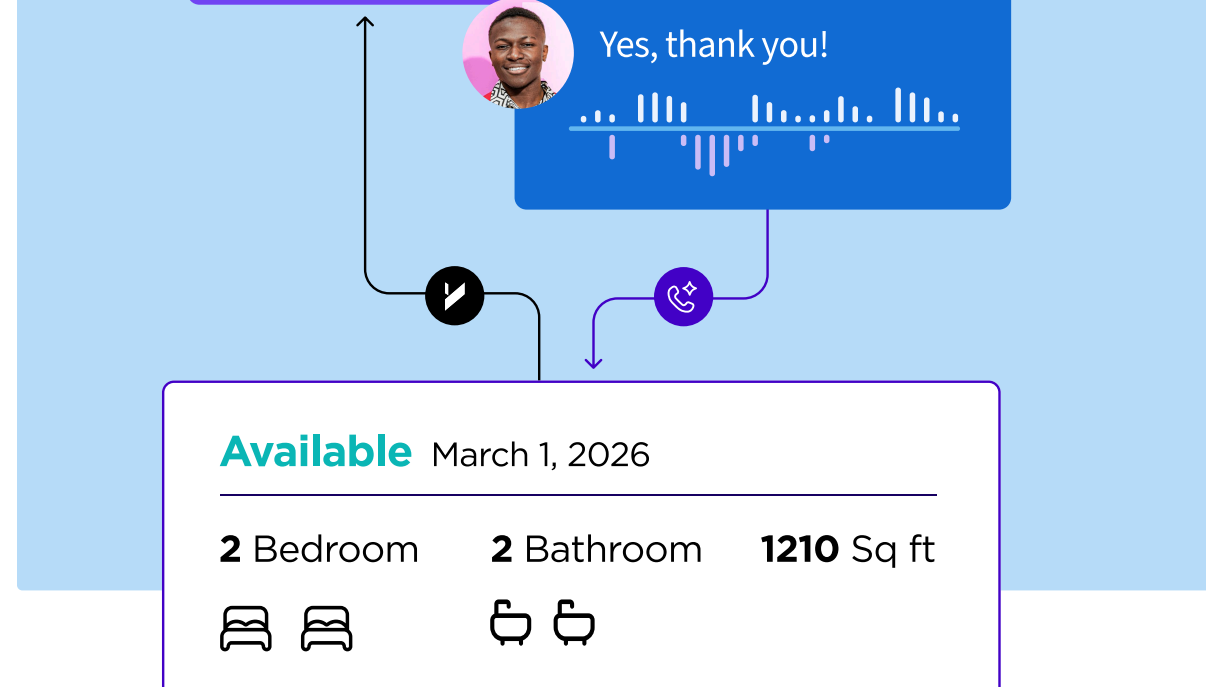 Yes, thank you!
Available March 1, 2026
2 Bedroom 2 Bathroom 1210 Sq ft